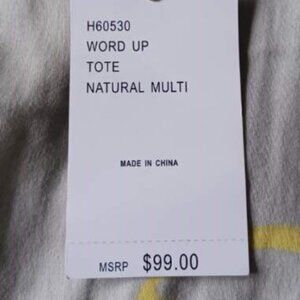 H60530
WORD UP
TOTE
NATURAL MULTI
MADE IN CHINA
MSRP $99.00